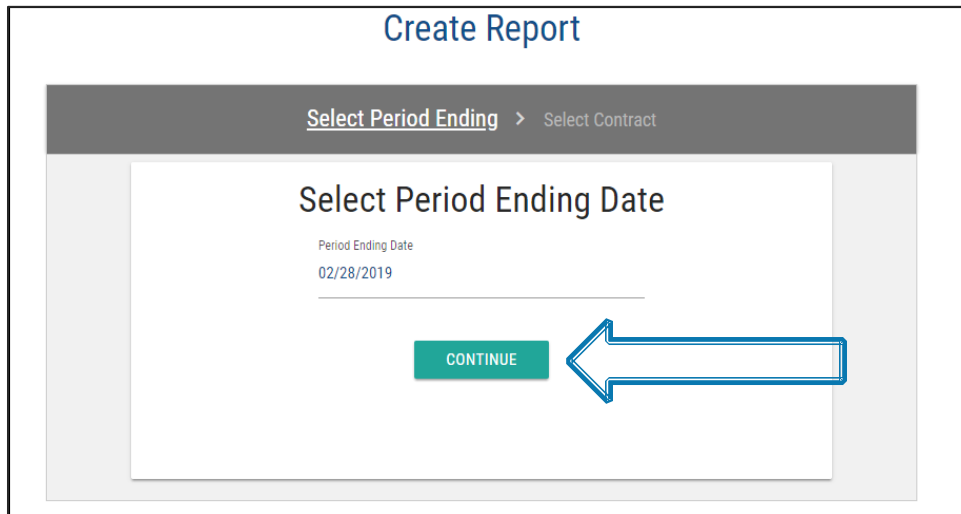 Create Report
Select Period Ending > Select Contract
Select Period Ending Date
Period Ending Date
02/28/2019
CONTINUE